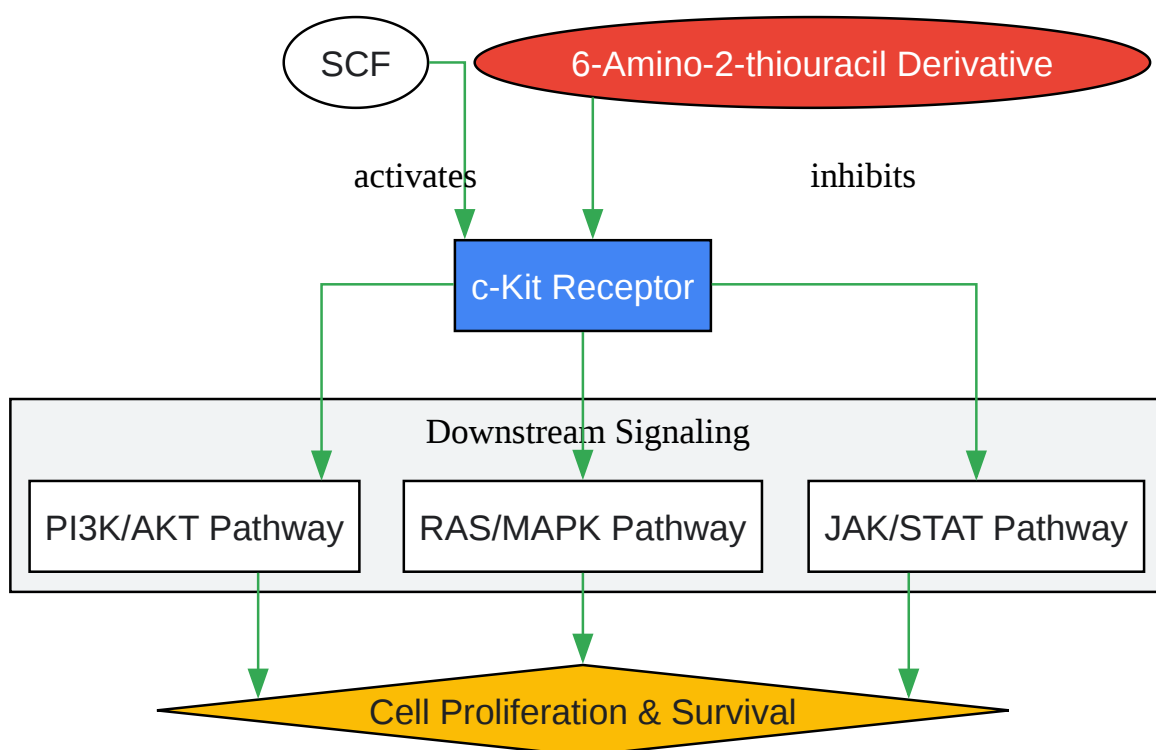 SCF
6-Amino-2-thiouracil Derivative
activates
inhibits
c-Kit Receptor
Downstream Signaling
PI3K/AKT Pathway
RAS/MAPK Pathway
JAK/STAT Pathway
Cell Proliferation & Survival